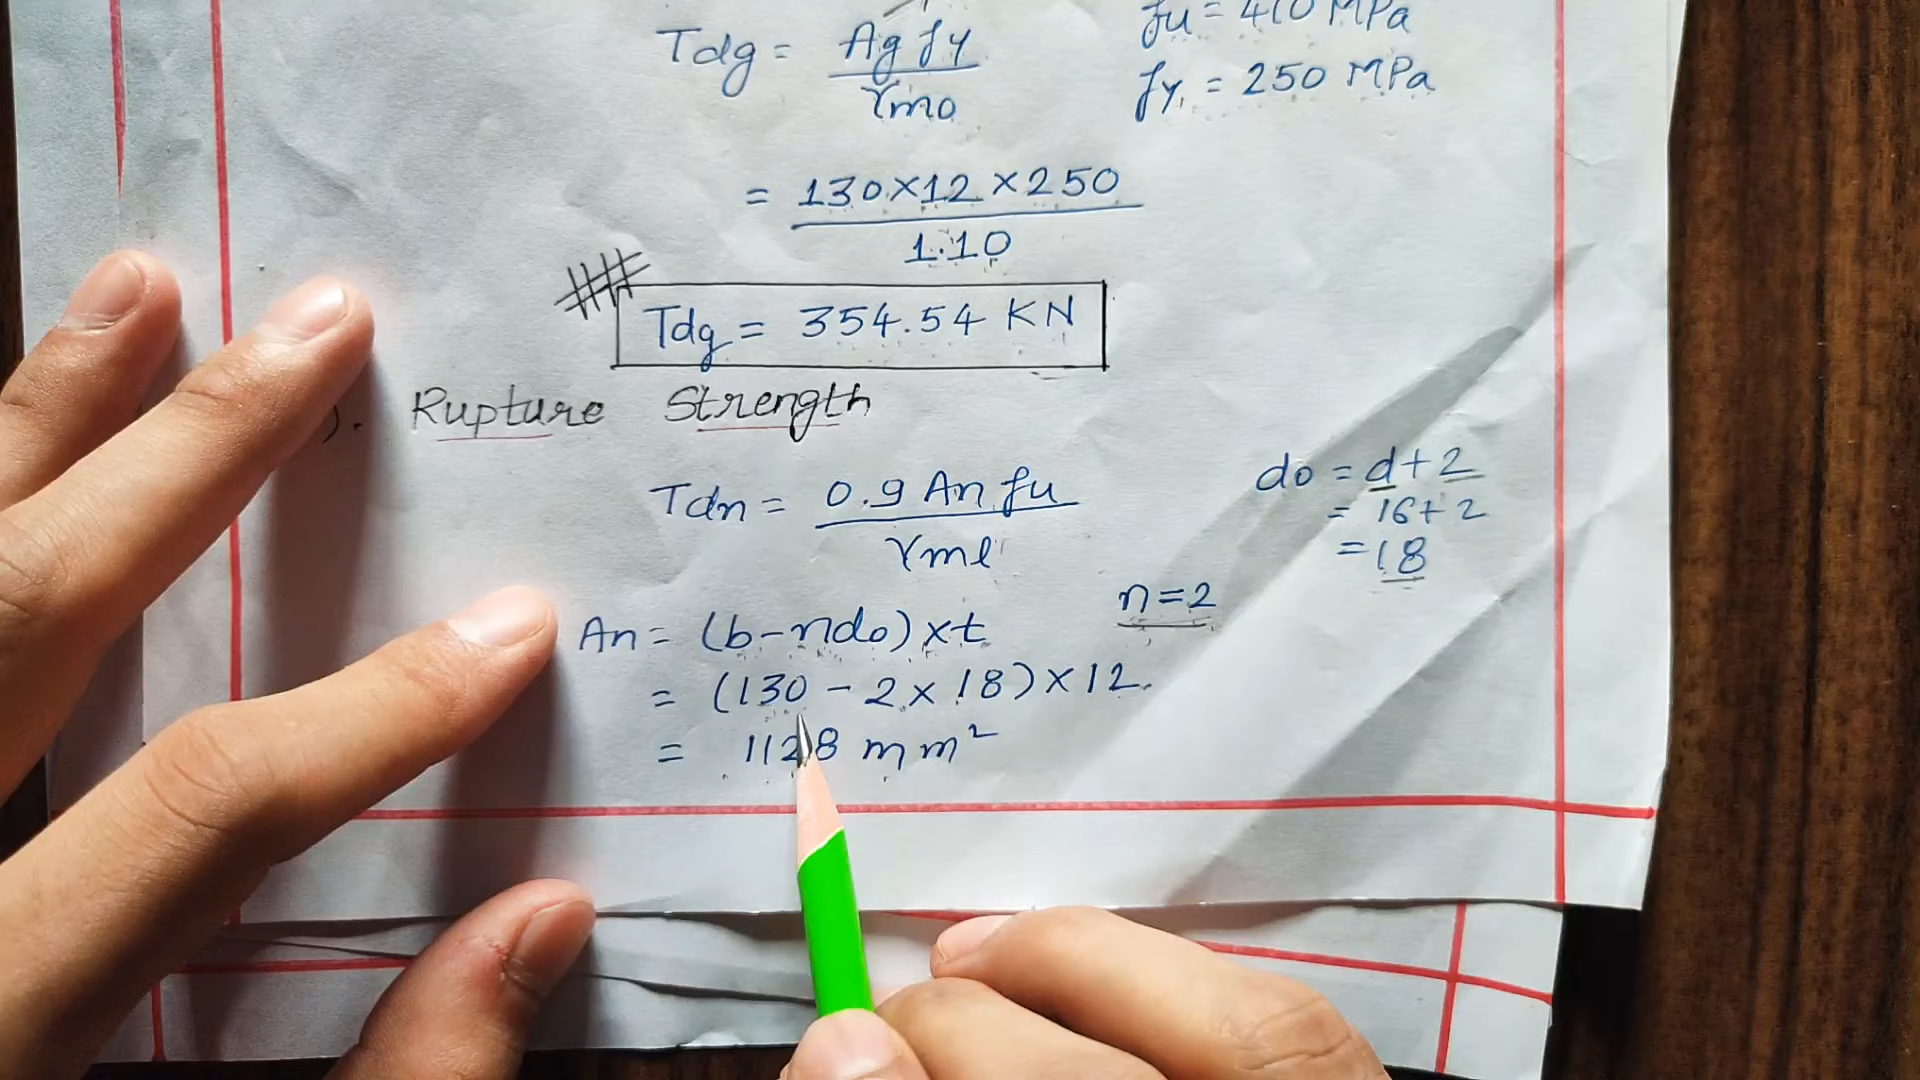 fu = 410 MPa
Tdg = Ag fy / γmo
fy = 250 MPa
= 130×12×250 / 1.10
Tdg = 354.54 KN
). Rupture Strength
Tdn = 0.9 An fu / γml
do = d+2
= 16+2
= 18
n=2
An = (b-ndo)×t
= (130 - 2×18)×12.
= 1128 mm²